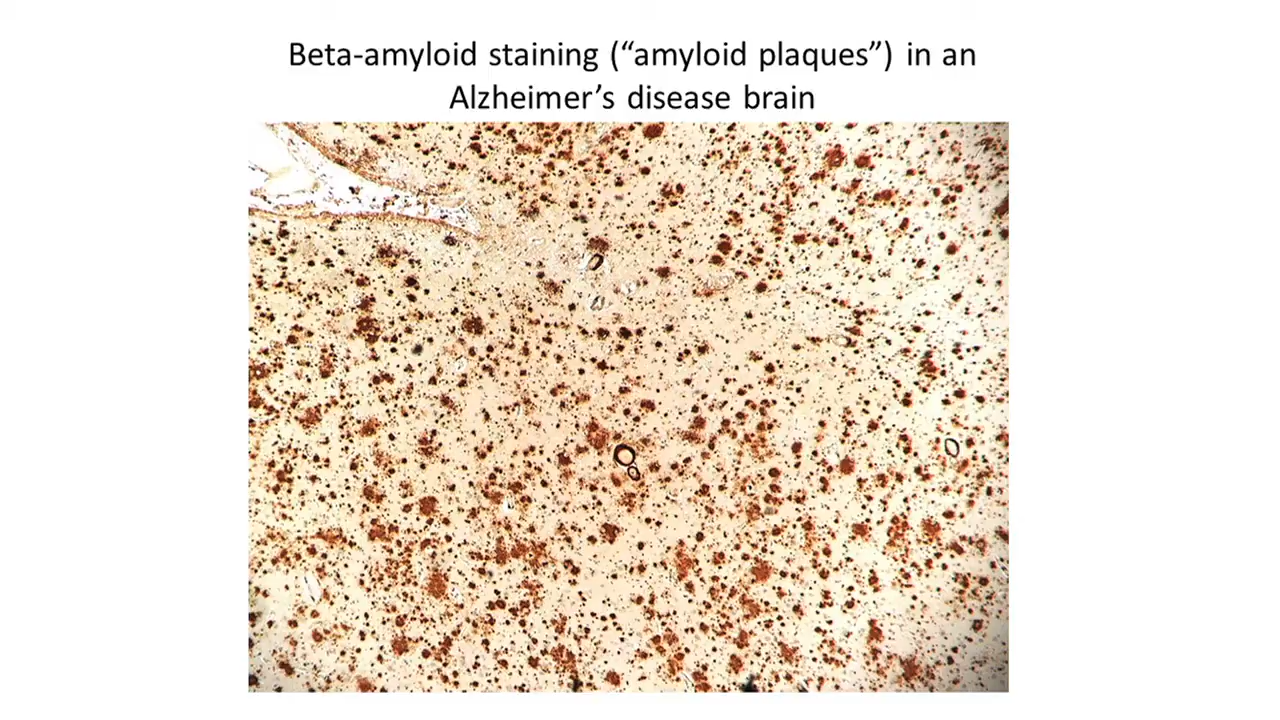 Beta-amyloid staining (“amyloid plaques”) in an
Alzheimer’s disease brain